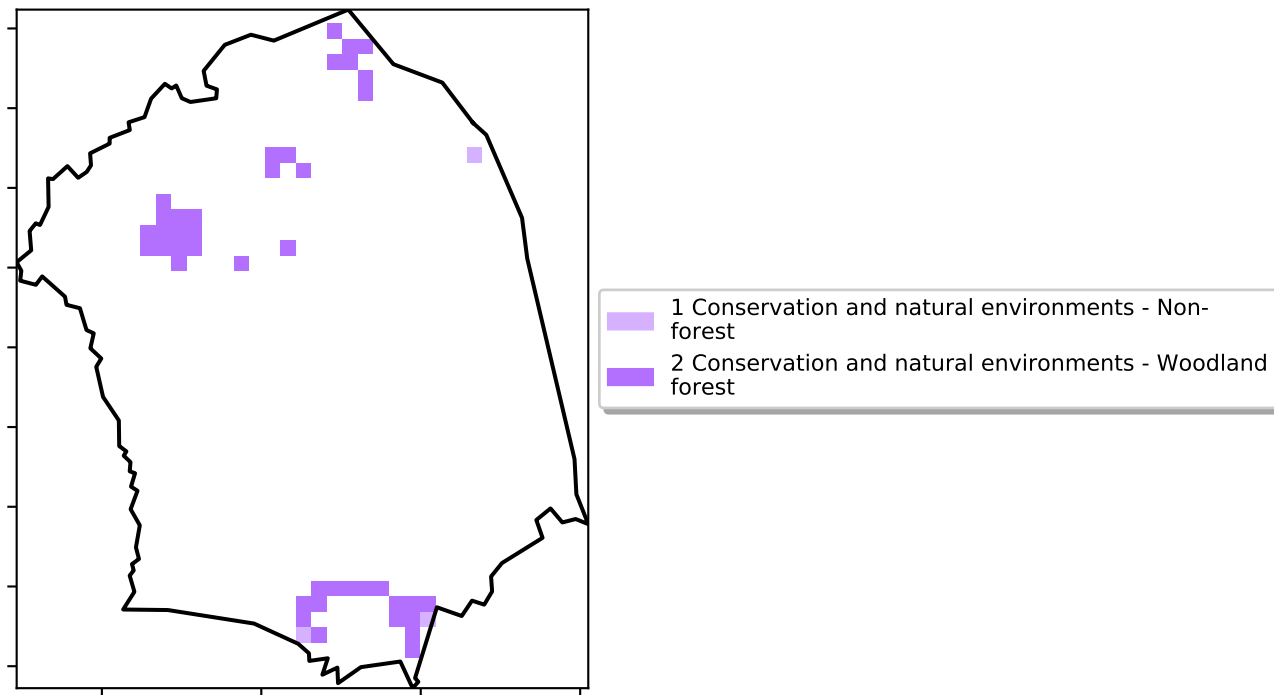 1 Conservation and natural environments - Non-
forest
2 Conservation and natural environments - Woodland
forest